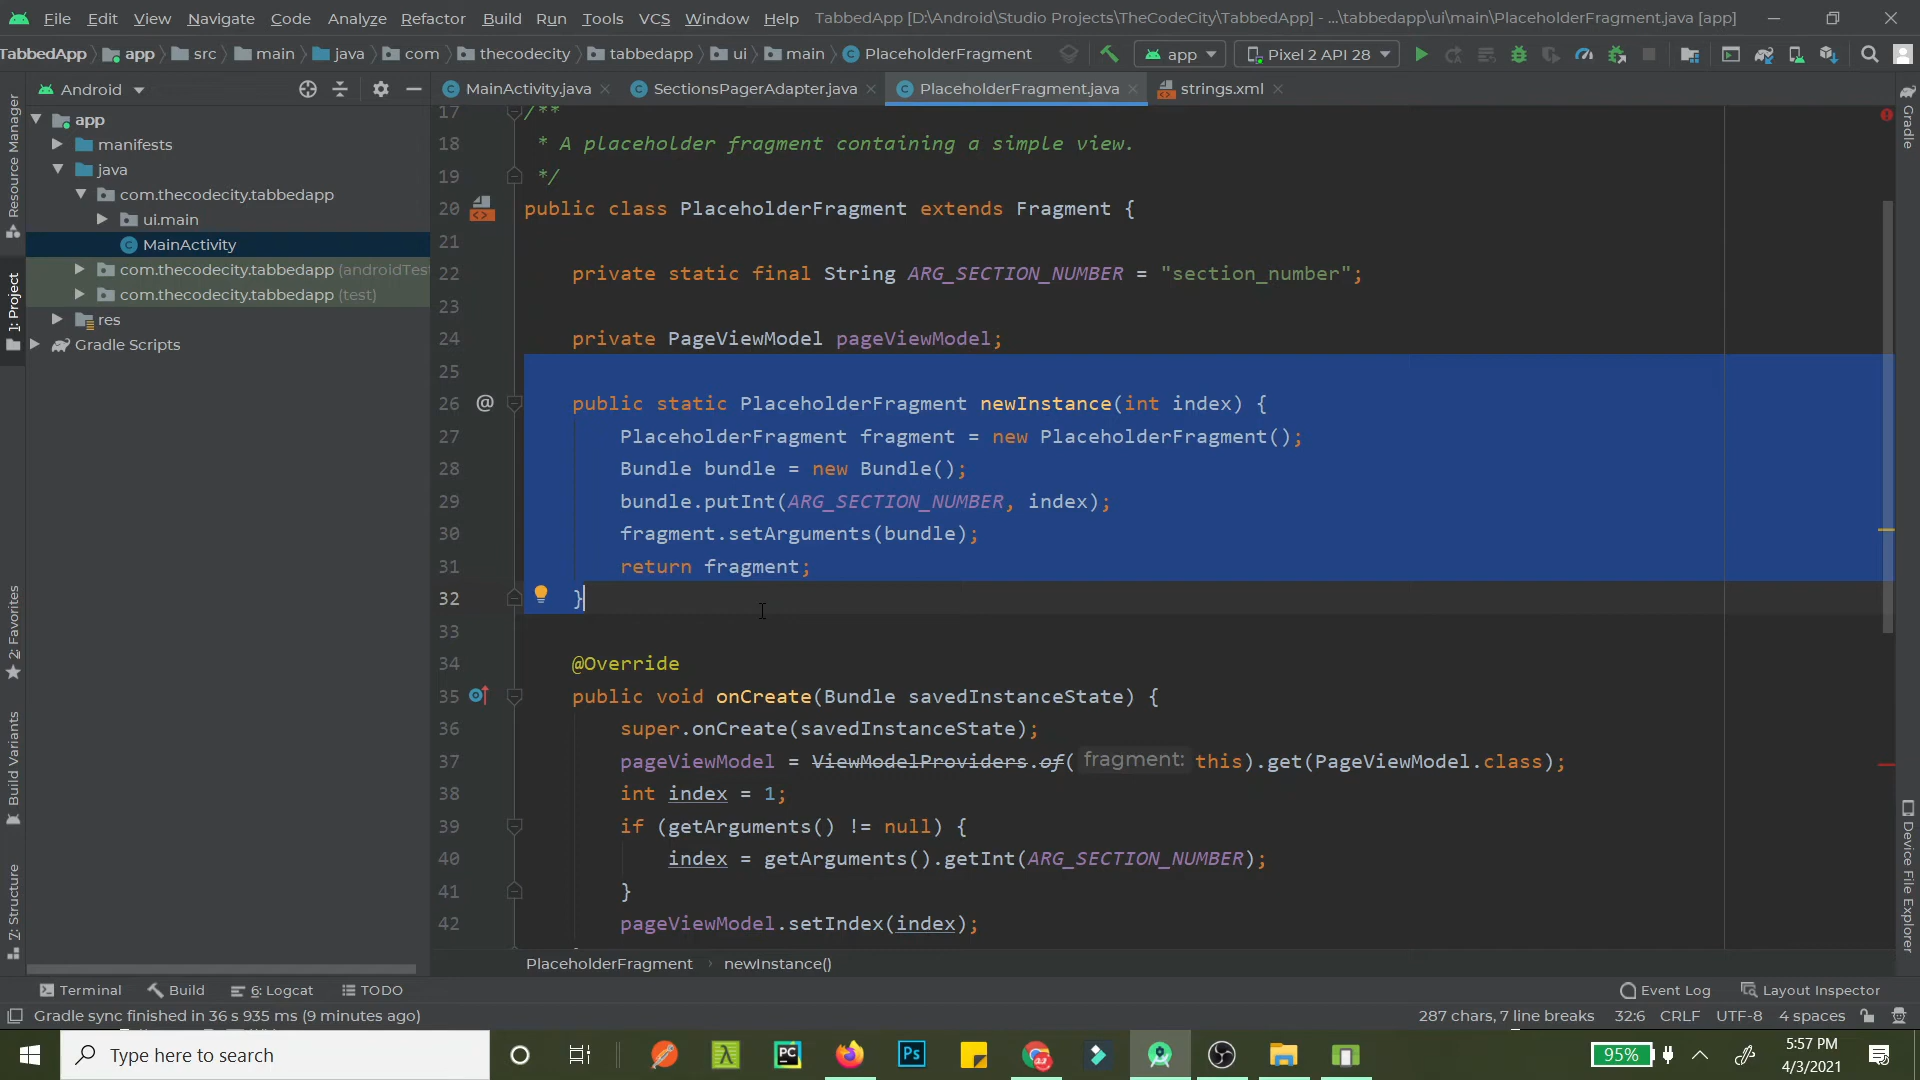 File Edit View Navigate Code Analyze Refactor Build Run Tools VCS Window Help TabbedApp [D:\Android\Studio Projects\TheCodeCity\TabbedApp] - ...\tabbedapp\ui\main\PlaceholderFragment.java [app]
TabbedApp app src main java com thecodecity tabbedapp ui main PlaceholderFragment app Pixel 2 API 28
Android MainActivity.java SectionsPagerAdapter.java PlaceholderFragment.java strings.xml
app
manifests
java
com.thecodecity.tabbedapp
ui.main
MainActivity
com.thecodecity.tabbedapp (androidTest
com.thecodecity.tabbedapp (test)
res
Gradle Scripts
Resource Manager
1: Project
2: Favorites
Build Variants
7: Structure
17 /**
18 * A placeholder fragment containing a simple view.
19 */
20 public class PlaceholderFragment extends Fragment {
21
22 private static final String ARG_SECTION_NUMBER = "section_number";
23
24 private PageViewModel pageViewModel;
25
26 @ public static PlaceholderFragment newInstance(int index) {
27 PlaceholderFragment fragment = new PlaceholderFragment();
28 Bundle bundle = new Bundle();
29 bundle.putInt(ARG_SECTION_NUMBER, index);
30 fragment.setArguments(bundle);
31 return fragment;
32 }
33
34 @Override
35 public void onCreate(Bundle savedInstanceState) {
36 super.onCreate(savedInstanceState);
37 pageViewModel = ViewModelProviders.of( fragment: this).get(PageViewModel.class);
38 int index = 1;
39 if (getArguments() != null) {
40 index = getArguments().getInt(ARG_SECTION_NUMBER);
41 }
42 pageViewModel.setIndex(index);
Gradle
Device File Explorer
PlaceholderFragment newInstance()
Terminal Build 6: Logcat TODO Event Log Layout Inspector
Gradle sync finished in 36 s 935 ms (9 minutes ago) 287 chars, 7 line breaks 32:6 CRLF UTF-8 4 spaces
Type here to search PC Ps 95% 5:57 PM
4/3/2021